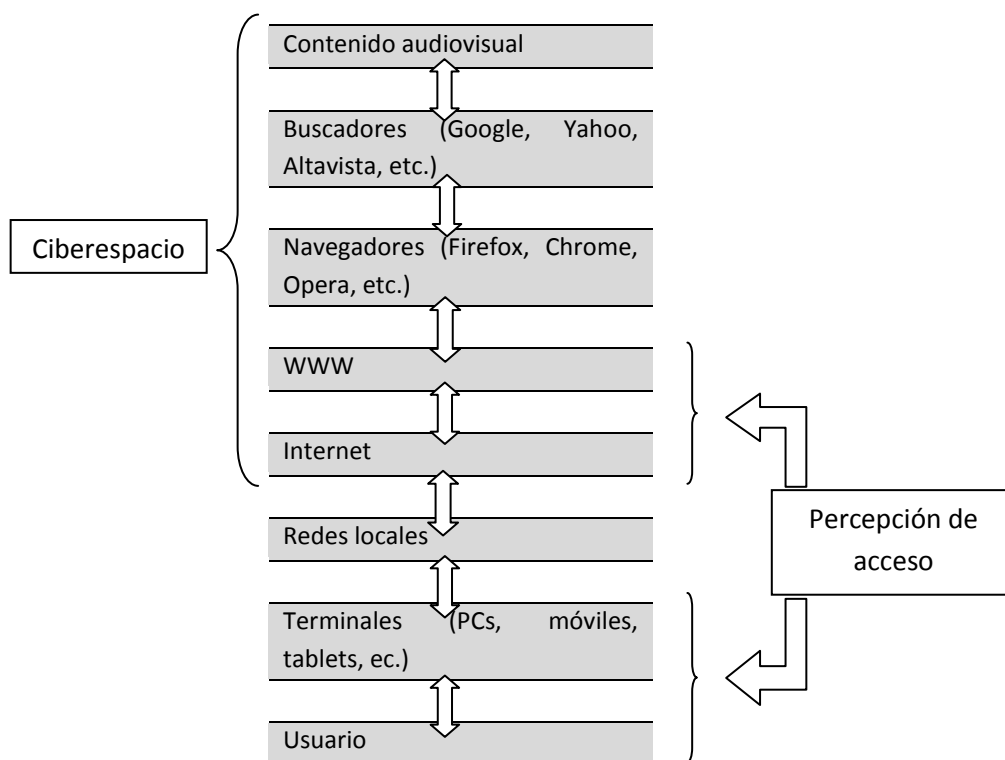 Contenido audiovisual
Buscadores (Google, Yahoo,
Altavista, etc.)
Ciberespacio
Navegadores (Firefox, Chrome,
Opera, etc.)
WWW
Internet
Redes locales
Percepción de
acceso
Terminales (PCs, móviles,
tablets, ec.)
Usuario